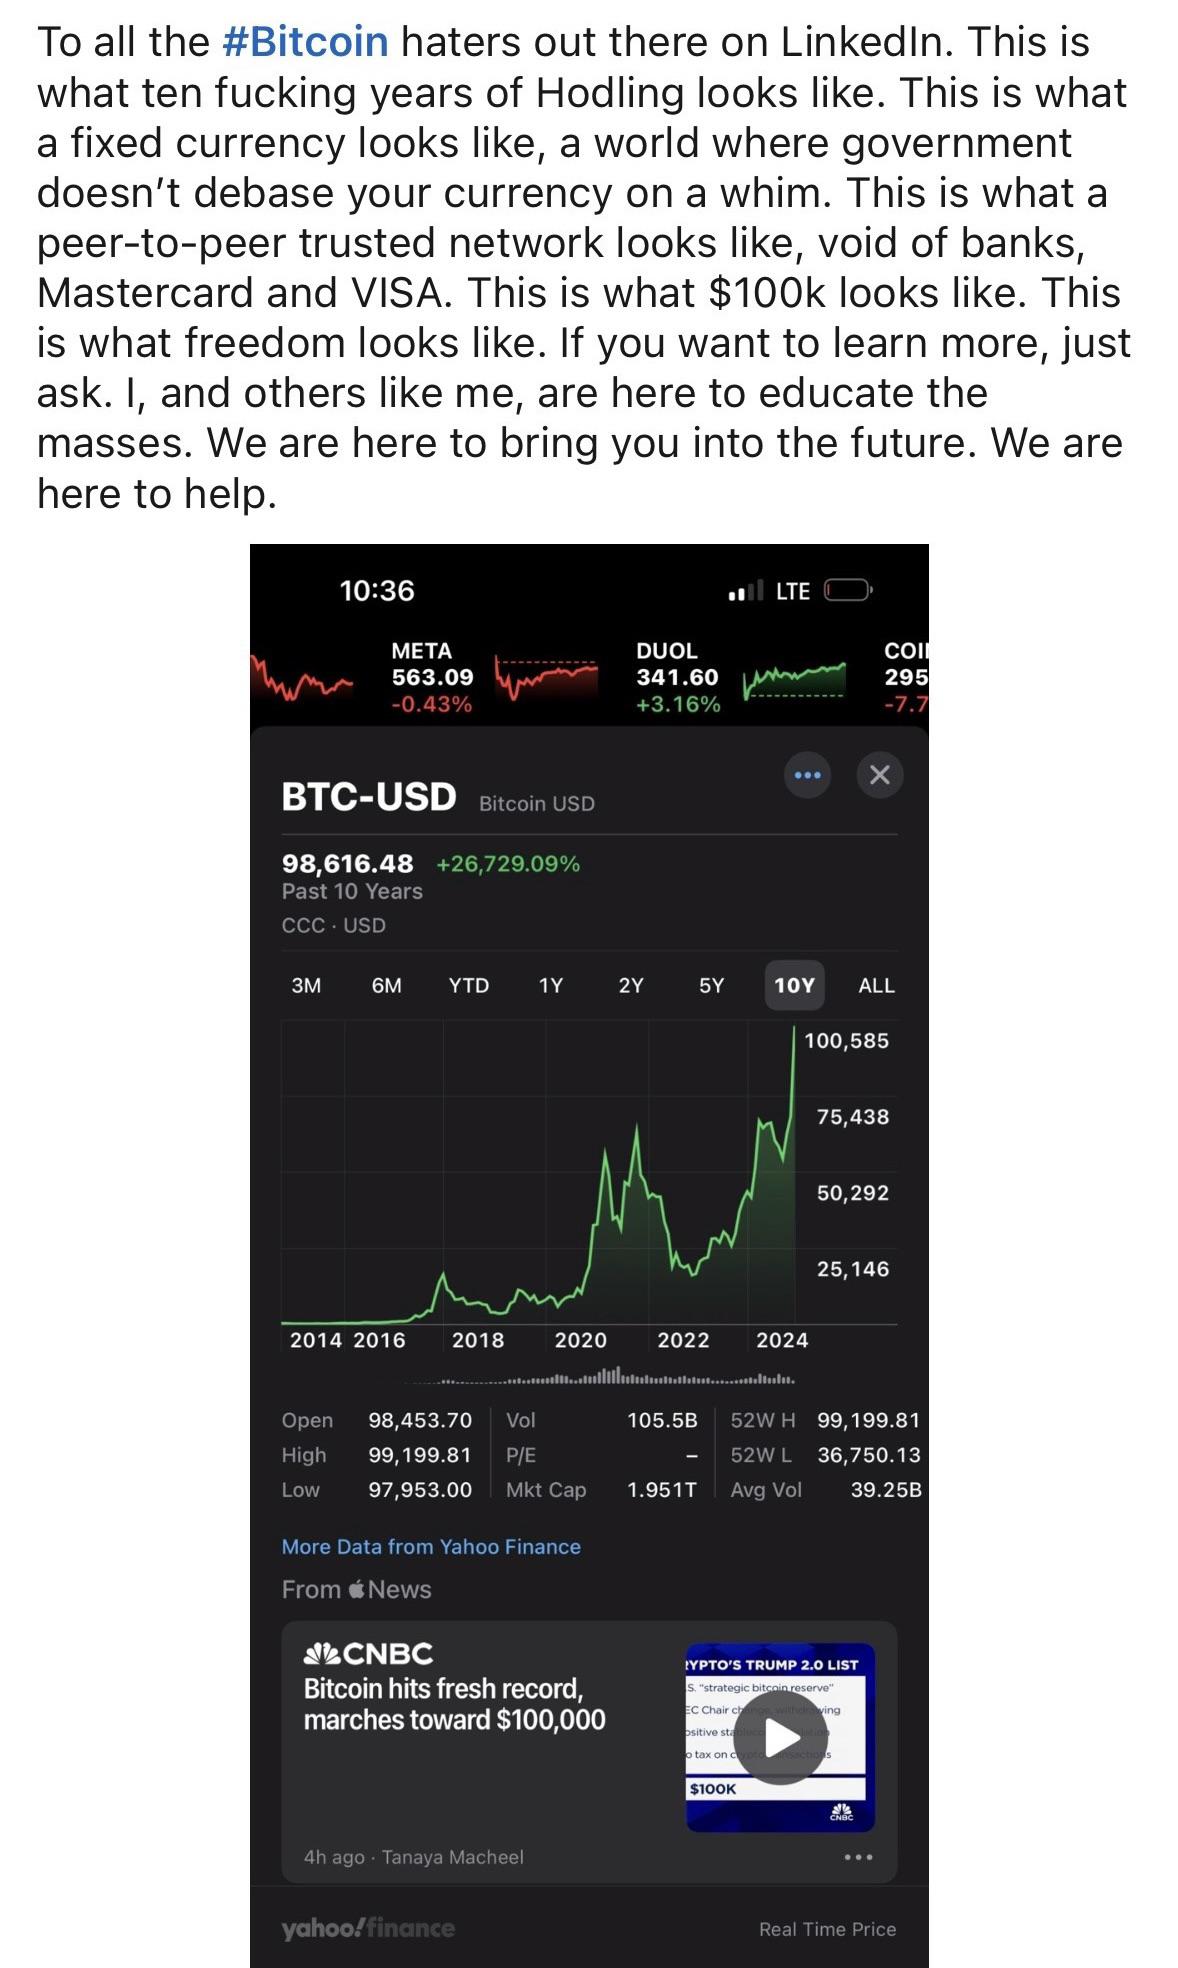 To all the #Bitcoin haters out there on LinkedIn. This is
what ten fucking years of Hodling looks like. This is what
a fixed currency looks like, a world where government
doesn’t debase your currency on a whim. This is what a
peer-to-peer trusted network looks like, void of banks,
Mastercard and VISA. This is what $100k looks like. This
is what freedom looks like. If you want to learn more, just
ask. I, and others like me, are here to educate the
masses. We are here to bring you into the future. We are
here to help.
10:36 LTE
META DUOL COI
563.09 341.60 295
-0.43% +3.16% -7.7
BTC-USD Bitcoin USD
98,616.48 +26,729.09%
Past 10 Years
CCC · USD
3M 6M YTD 1Y 2Y 5Y 10Y ALL
100,585
75,438
50,292
25,146
2014 2016 2018 2020 2022 2024
Open 98,453.70 Vol 105.5B 52W H 99,199.81
High 99,199.81 P/E – 52W L 36,750.13
Low 97,953.00 Mkt Cap 1.951T Avg Vol 39.25B
More Data from Yahoo Finance
From News
CNBC
Bitcoin hits fresh record,
marches toward $100,000
RYPTO'S TRUMP 2.0 LIST
S. "strategic bitcoin reserve"
EC Chair
o tax on
$100K
CNBC
4h ago · Tanaya Macheel
yahoo!finance Real Time Price